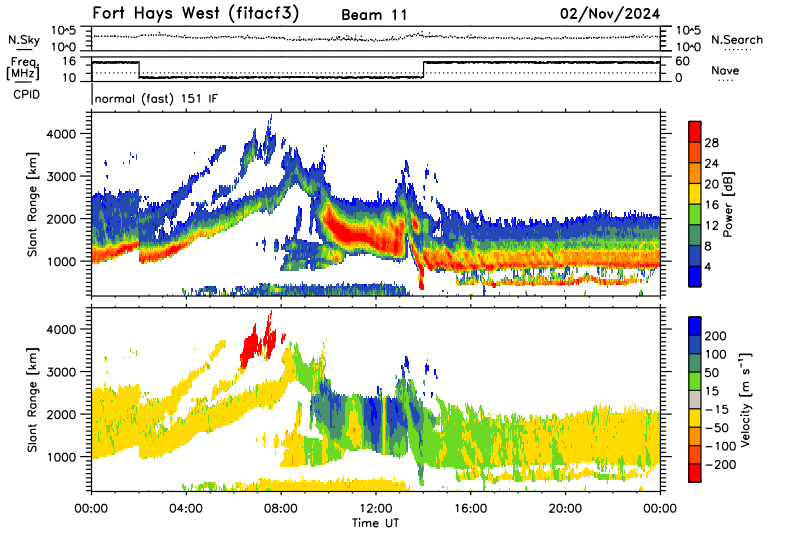 Fort Hays West (fitacf3) Beam 11 02/Nov/2024
N.Sky 10^5 10^0 10^5 10^0 N.Search
Freq. [MHz] 16 10 60 0 Nave
CPID normal (fast) 151 IF
Slant Range [km] 4000 3000 2000 1000
Power [dB] 28 24 20 16 12 8 4
Slant Range [km] 4000 3000 2000 1000
Velocity [m s⁻¹] 200 100 50 15 −15 −50 −100 −200
00:00 04:00 08:00 12:00 16:00 20:00 00:00
Time UT